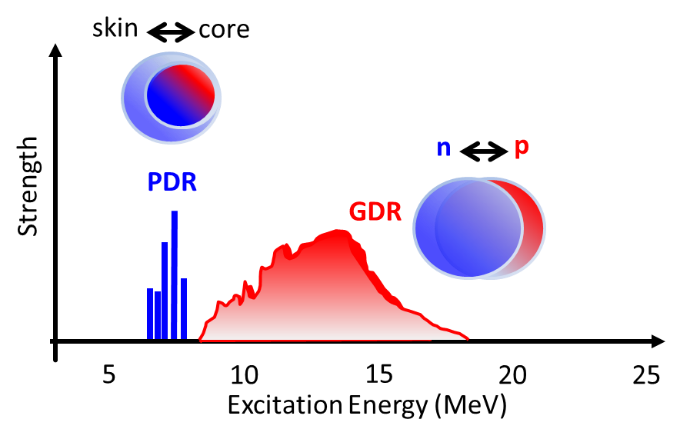 skin core
PDR
n p
GDR
Strength
5 10 15 20 25
Excitation Energy (MeV)